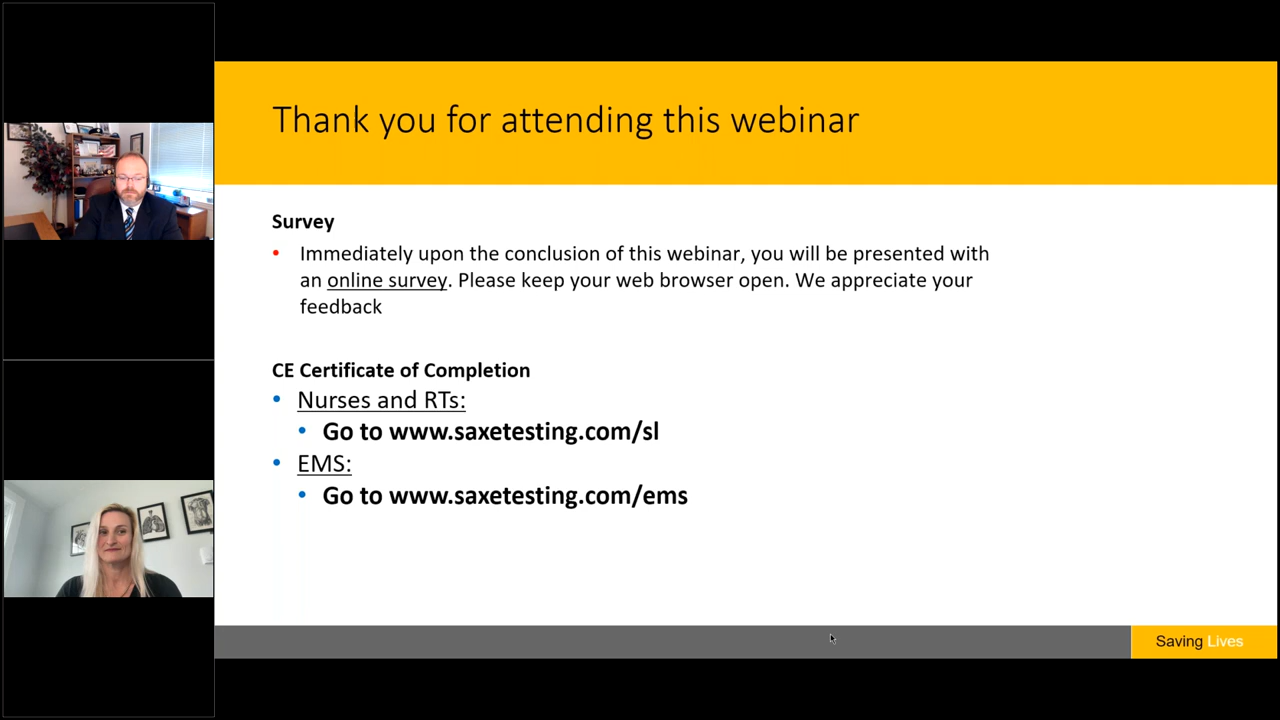 Thank you for attending this webinar
Survey
• Immediately upon the conclusion of this webinar, you will be presented with
an online survey. Please keep your web browser open. We appreciate your
feedback
CE Certificate of Completion
• Nurses and RTs:
• Go to www.saxetesting.com/sl
• EMS:
• Go to www.saxetesting.com/ems
Saving Lives